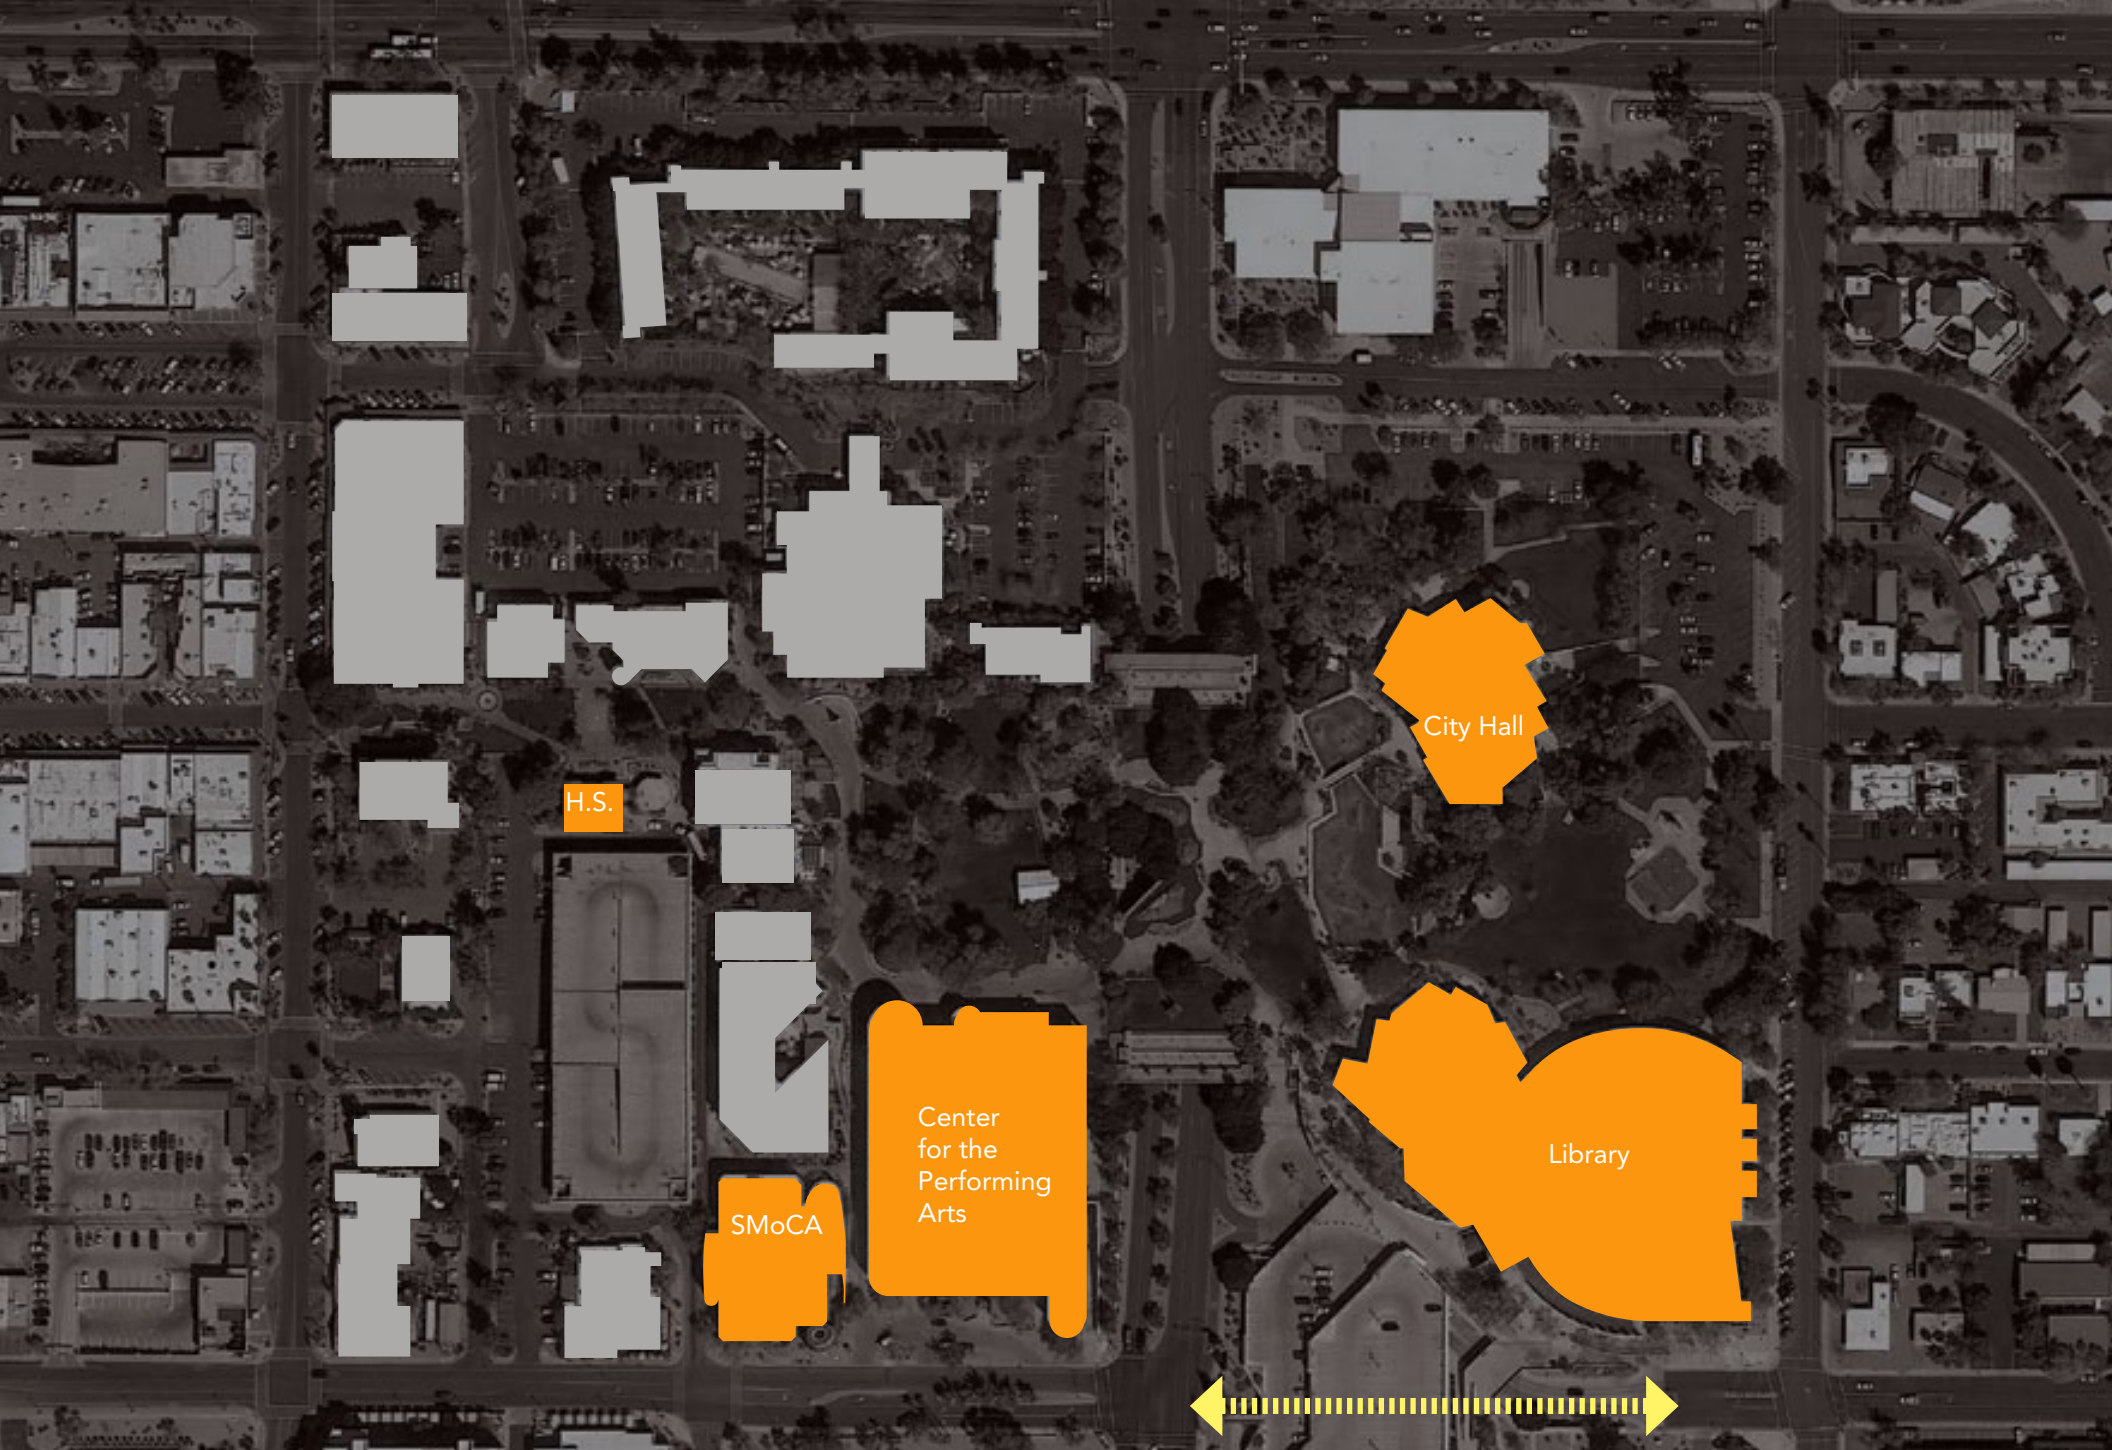 City Hall
H.S.
Center
for the
Performing
Arts
Library
SMoCA